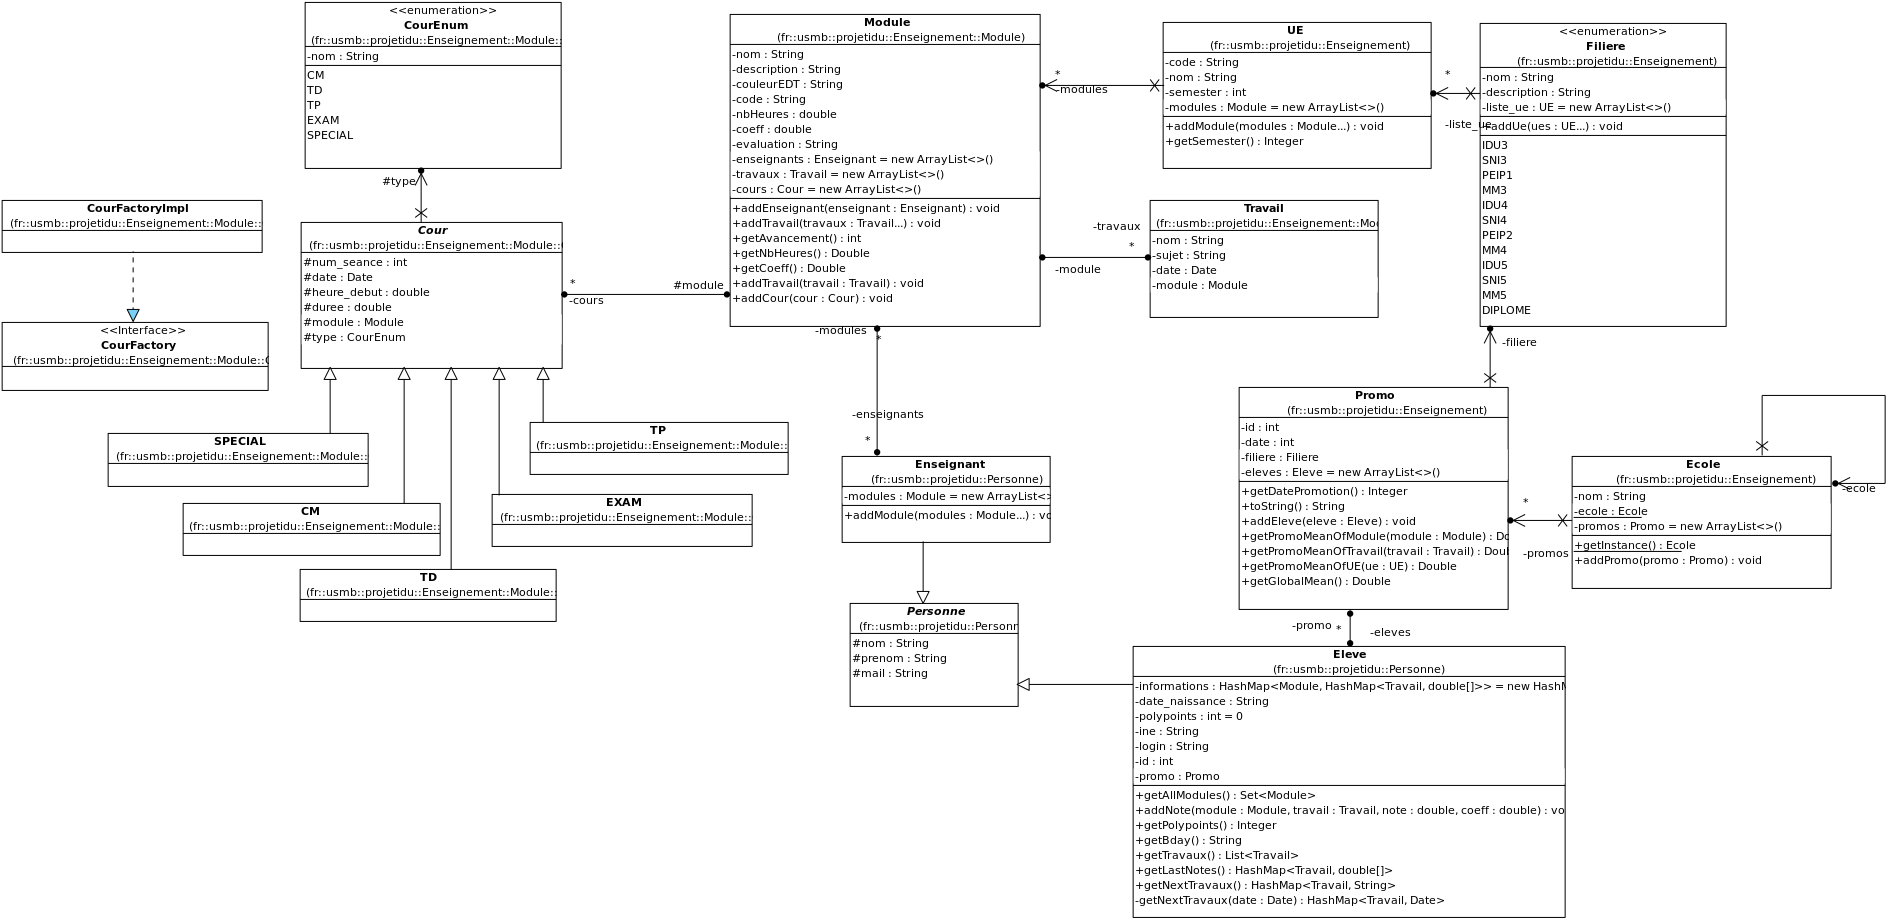 <<enumeration>>
CourEnum
(fr::usmb::projetidu::Enseignement::Module::
-nom : String
CM
TD
TP
EXAM
SPECIAL
#type
CourFactoryImpl
(fr::usmb::projetidu::Enseignement::Module::
<<Interface>>
CourFactory
(fr::usmb::projetidu::Enseignement::Module::C
Cour
(fr::usmb::projetidu::Enseignement::Module::C
#num_seance : int
#date : Date
#heure_debut : double
#duree : double
#module : Module
#type : CourEnum
*
-cours
#module
SPECIAL
(fr::usmb::projetidu::Enseignement::Module::
CM
(fr::usmb::projetidu::Enseignement::Module::
TD
(fr::usmb::projetidu::Enseignement::Module::
EXAM
(fr::usmb::projetidu::Enseignement::Module::
TP
(fr::usmb::projetidu::Enseignement::Module::
Module
(fr::usmb::projetidu::Enseignement::Module)
-nom : String
-description : String
-couleurEDT : String
-code : String
-nbHeures : double
-coeff : double
-evaluation : String
-enseignants : Enseignant = new ArrayList<>()
-travaux : Travail = new ArrayList<>()
-cours : Cour = new ArrayList<>()
+addEnseignant(enseignant : Enseignant) : void
+addTravail(travaux : Travail...) : void
+getAvancement() : int
+getNbHeures() : Double
+getCoeff() : Double
+addTravail(travail : Travail) : void
+addCour(cour : Cour) : void
-modules
*
-enseignants
*
*
-modules
UE
(fr::usmb::projetidu::Enseignement)
-code : String
-nom : String
-semester : int
-modules : Module = new ArrayList<>()
+addModule(modules : Module...) : void
+getSemester() : Integer
*
-liste_ue
<<enumeration>>
Filiere
(fr::usmb::projetidu::Enseignement)
-nom : String
-description : String
-liste_ue : UE = new ArrayList<>()
+addUe(ues : UE...) : void
IDU3
SNI3
PEIP1
MM3
IDU4
SNI4
PEIP2
MM4
IDU5
SNI5
MM5
DIPLOME
-travaux
*
-module
Travail
(fr::usmb::projetidu::Enseignement::Mo
-nom : String
-sujet : String
-date : Date
-module : Module
-filiere
Promo
(fr::usmb::projetidu::Enseignement)
-id : int
-date : int
-filiere : Filiere
-eleves : Eleve = new ArrayList<>()
+getDatePromotion() : Integer
+toString() : String
+addEleve(eleve : Eleve) : void
+getPromoMeanOfModule(module : Module) : Do
+getPromoMeanOfTravail(travail : Travail) : Doul
+getPromoMeanOfUE(ue : UE) : Double
+getGlobalMean() : Double
*
-promos
Ecole
(fr::usmb::projetidu::Enseignement)
-nom : String
-ecole : Ecole
-promos : Promo = new ArrayList<>()
+getInstance() : Ecole
+addPromo(promo : Promo) : void
-ecole
Enseignant
(fr::usmb::projetidu::Personne)
-modules : Module = new ArrayList<>
+addModule(modules : Module...) : vo
Personne
(fr::usmb::projetidu::Personn
#nom : String
#prenom : String
#mail : String
-promo
*
-eleves
Eleve
(fr::usmb::projetidu::Personne)
-informations : HashMap<Module, HashMap<Travail, double[]>> = new HashM
-date_naissance : String
-polypoints : int = 0
-ine : String
-login : String
-id : int
-promo : Promo
+getAllModules() : Set<Module>
+addNote(module : Module, travail : Travail, note : double, coeff : double) : vo
+getPolypoints() : Integer
+getBday() : String
+getTravaux() : List<Travail>
+getLastNotes() : HashMap<Travail, double[]>
+getNextTravaux() : HashMap<Travail, String>
-getNextTravaux(date : Date) : HashMap<Travail, Date>